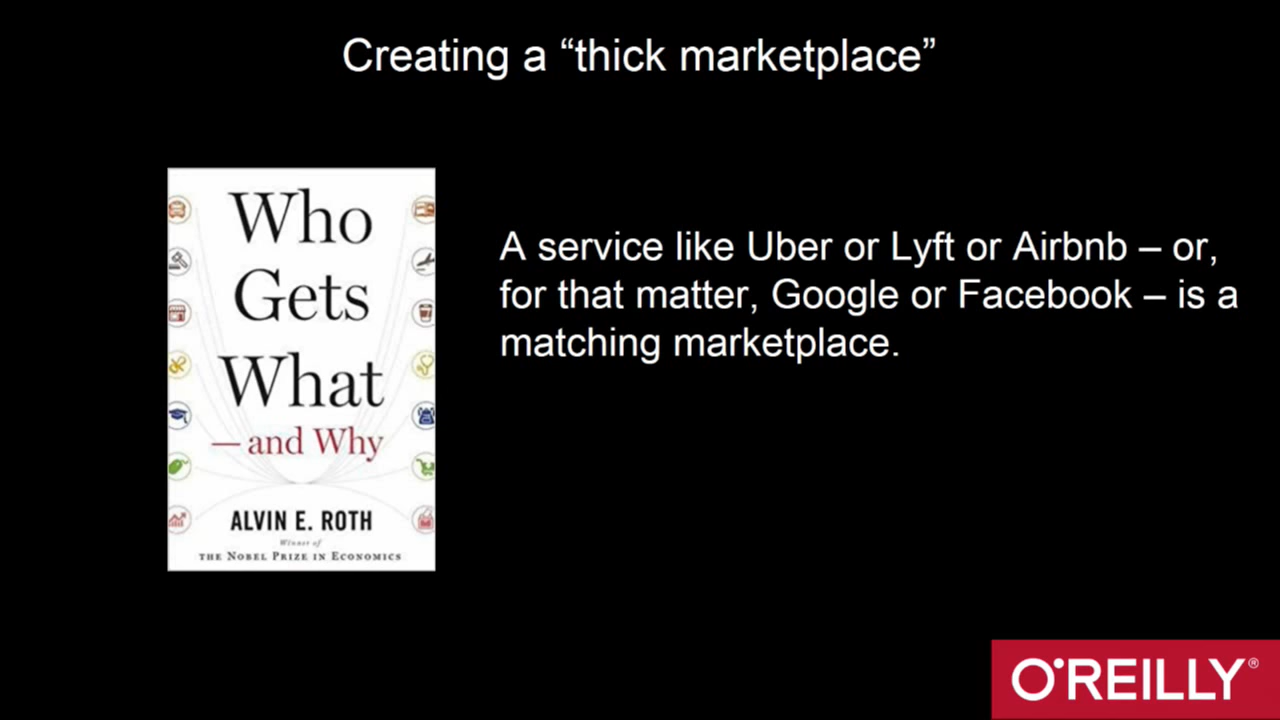 Creating a “thick marketplace”
Who
Gets
What
—and Why
ALVIN E. ROTH
Winner of
THE NOBEL PRIZE IN ECONOMICS
A service like Uber or Lyft or Airbnb – or,
for that matter, Google or Facebook – is a
matching marketplace.
O'REILLY®